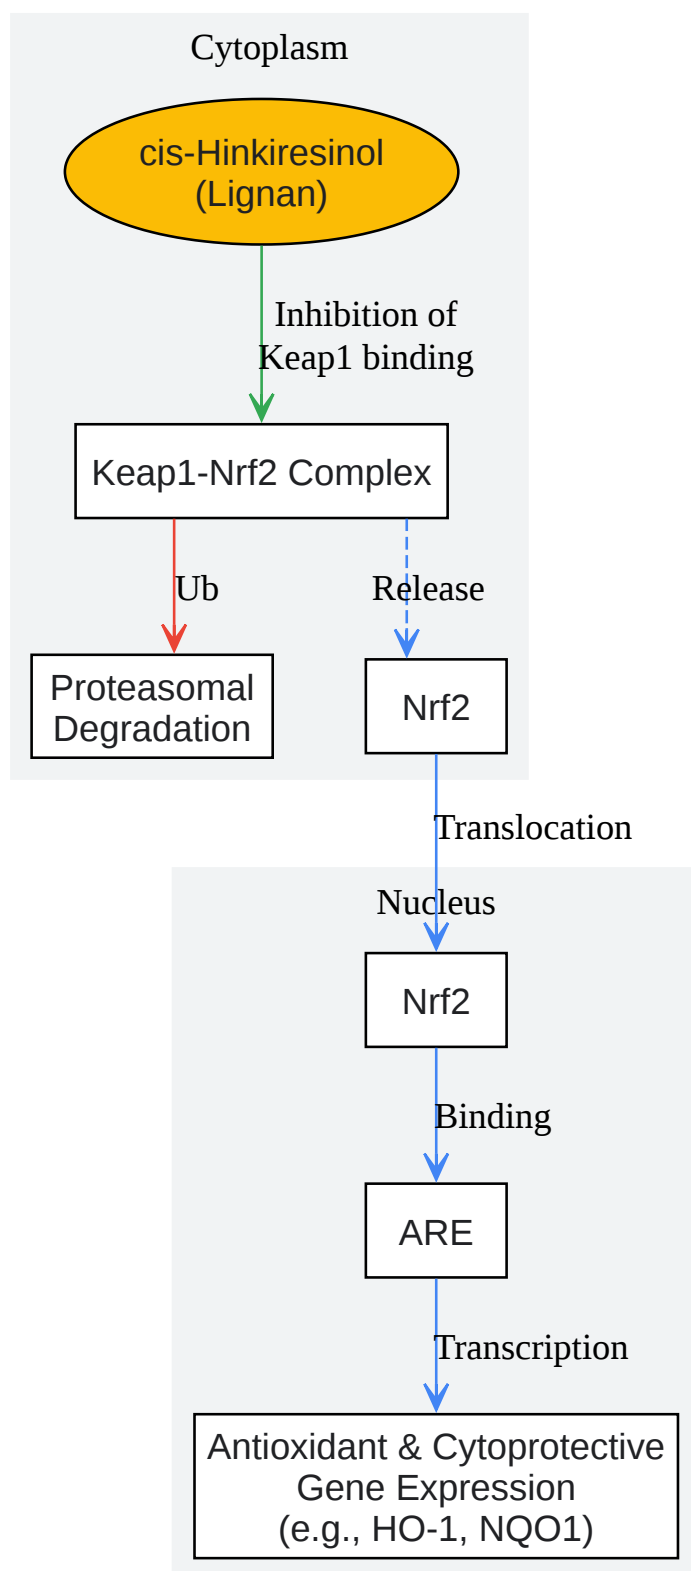 Cytoplasm
cis-Hinkiresinol
(Lignan)
Inhibition of
Keap1 binding
Keap1-Nrf2 Complex
Ub
Release
Proteasomal
Degradation
Nrf2
Translocation
Nucleus
Nrf2
Binding
ARE
Transcription
Antioxidant & Cytoprotective
Gene Expression
(e.g., HO-1, NQO1)